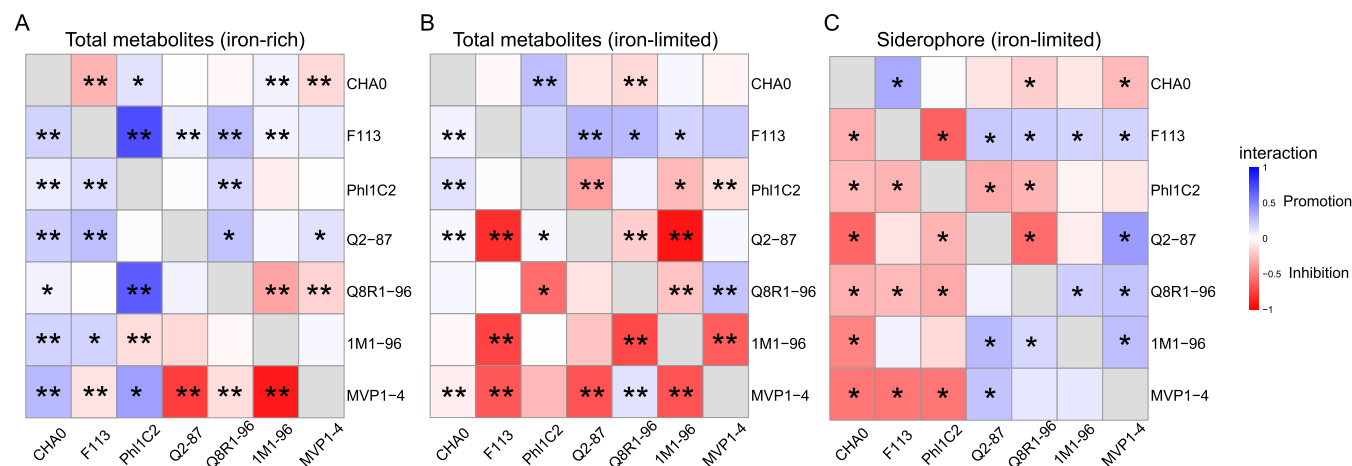 A
Total metabolites (iron-rich)
** * ** ** CHA0
** ** ** ** ** F113
** ** ** Phl1C2
** ** * * Q2−87
* ** ** ** Q8R1−96
** * ** 1M1−96
** ** * ** ** ** MVP1−4
CHA0 F113 Phl1C2 Q2-87 Q8R1-96 1M1-96 MVP1-4
B
Total metabolites (iron-limited)
** ** CHA0
** ** * * F113
** ** * ** Phl1C2
** ** * ** ** Q2−87
* ** ** Q8R1−96
** ** ** 1M1−96
** ** ** ** ** MVP1−4
CHA0 F113 Phl1C2 Q2-87 Q8R1-96 1M1-96 MVP1-4
C
Siderophore (iron-limited)
* * * CHA0
* * * * * * F113
* * * * Phl1C2
* * * * Q2−87
* * * * * Q8R1−96
* * * * 1M1−96
* * * * MVP1−4
CHA0 F113 Phl1C2 Q2-87 Q8R1-96 1M1-96 MVP1-4
interaction
1
0.5 Promotion
0
−0.5 Inhibition
−1